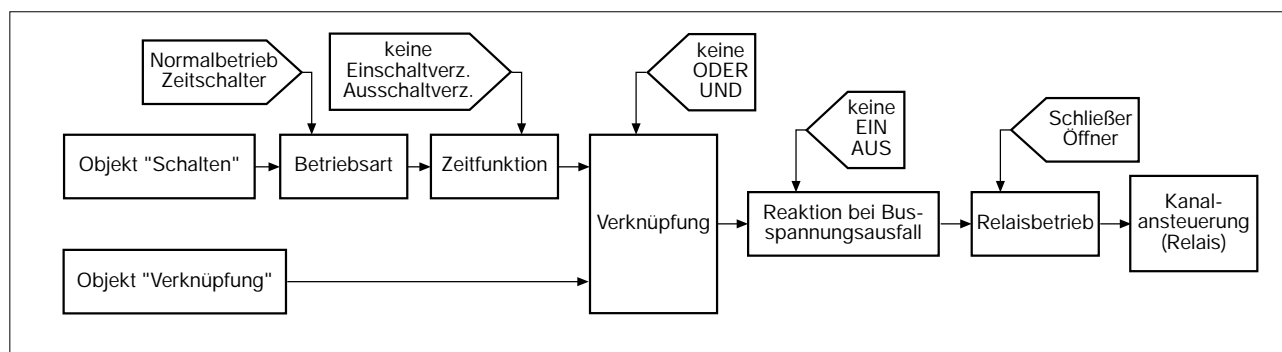 Normalbetrieb
Zeitschalter
keine
Einschaltverz.
Ausschaltverz.
keine
ODER
UND
keine
EIN
AUS
Schließer
Öffner
Objekt "Schalten"
Betriebsart
Zeitfunktion
Verknüpfung
Reaktion bei Bus-
spannungsausfall
Relaisbetrieb
Kanal-
ansteuerung
(Relais)
Objekt "Verknüpfung"